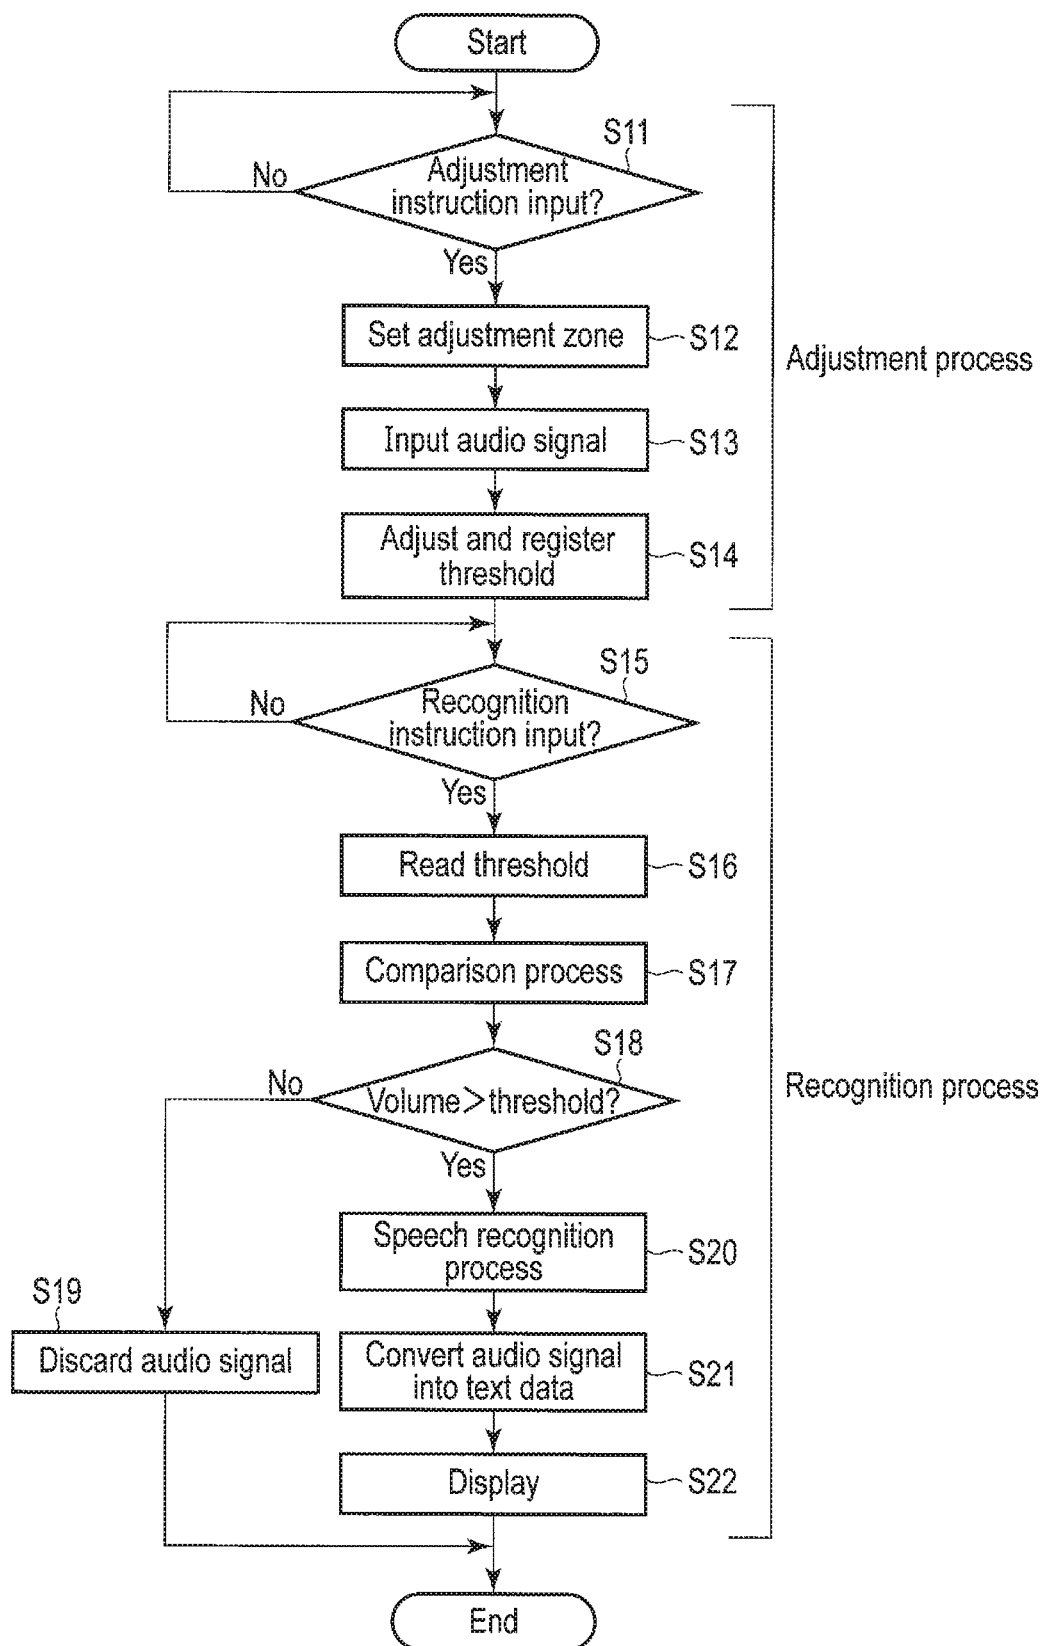 Start
S11
Adjustment
instruction input?
No
Yes
Set adjustment zone
S12
Adjustment process
Input audio signal
S13
Adjust and register
threshold
S14
S15
Recognition
instruction input?
No
Yes
Read threshold
S16
Comparison process
S17
S18
No
Volume>threshold?
Recognition process
Yes
Speech recognition
process
S20
S19
Discard audio signal
Convert audio signal
into text data
S21
Display
S22
End